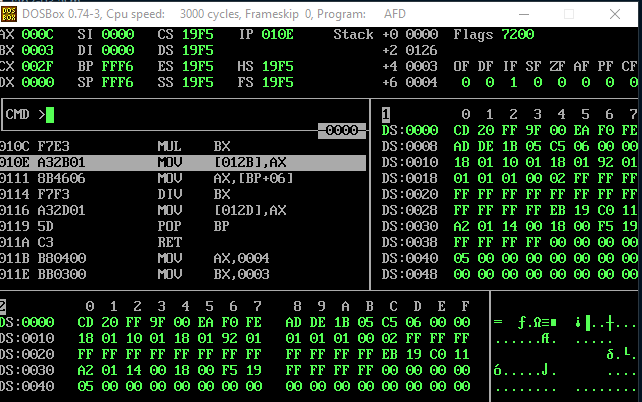 DOSBox 0.74-3, Cpu speed: 3000 cycles, Frameskip 0, Program: AFD
AX 000C SI 0000 CS 19F5 IP 010E Stack +0 0000 Flags 7200
BX 0003 DI 0000 DS 19F5 +2 0126
CX 002F BP FFF6 ES 19F5 HS 19F5 +4 0003 OF DF IF SF ZF AF PF CF
DX 0000 SP FFF6 SS 19F5 FS 19F5 +6 0004 0 0 1 0 0 0 0 0
CMD >
0000
010C F7E3 MUL BX
010E A32B01 MOV [012B],AX
0111 8B4606 MOV AX,[BP+06]
0114 F7F3 DIV BX
0116 A32D01 MOV [012D],AX
0119 5D POP BP
011A C3 RET
011B B80400 MOV AX,0004
011E BB0300 MOV BX,0003
1 0 1 2 3 4 5 6 7
DS:0000 CD 20 FF 9F 00 EA F0 FE
DS:0008 AD DE 1B 05 C5 06 00 00
DS:0010 18 01 10 01 18 01 92 01
DS:0018 01 01 01 00 02 FF FF FF
DS:0020 FF FF FF FF FF FF FF FF
DS:0028 FF FF FF FF EB 19 C0 11
DS:0030 A2 01 14 00 18 00 F5 19
DS:0038 FF FF FF FF 00 00 00 00
DS:0040 05 00 00 00 00 00 00 00
DS:0048 00 00 00 00 00 00 00 00
2 0 1 2 3 4 5 6 7 8 9 A B C D E F
DS:0000 CD 20 FF 9F 00 EA F0 FE AD DE 1B 05 C5 06 00 00
DS:0010 18 01 10 01 18 01 92 01 01 01 01 00 02 FF FF FF
DS:0020 FF FF FF FF FF FF FF FF FF FF FF FF EB 19 C0 11
DS:0030 A2 01 14 00 18 00 F5 19 FF FF FF FF 00 00 00 00
DS:0040 05 00 00 00 00 00 00 00 00 00 00 00 00 00 00 00
= ƒ.Ω≡■ ¡▐..┼...
......Æ. ........
........ ....δ.└.
ó.....J. ........
........ ........